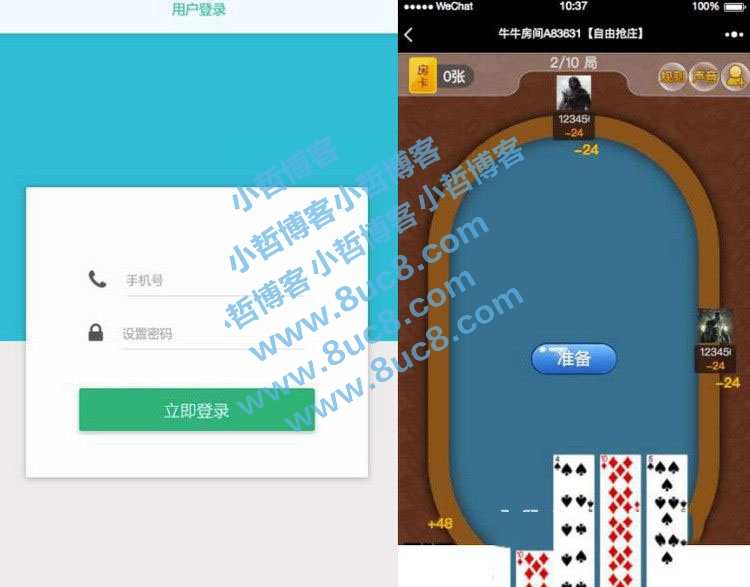 用户登录
手机号
设置密码
立即登录
小哲博客
小哲博客小哲博客
小哲博客 小哲博客
www.8uc8.com
www.8uc8.com
www.8uc8.com
WeChat 10:37 100%
牛牛房间A83631【自由抢庄】
房卡 0张
2/10 局
规则 声音
12345
-24
-24
准备
12345
-24
-24
+48
4 10 5
10